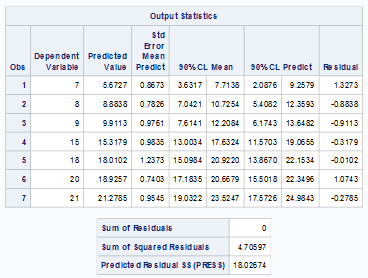 Output Statistics
Obs Dependent Variable Predicted Value Std Error Mean Predict 90% CL Mean 90% CL Predict Residual
1 7 5.6727 0.8673 3.6317 7.7138 2.0876 9.2579 1.3273
2 8 8.8838 0.7826 7.0421 10.7254 5.4082 12.3593 -0.8838
3 9 9.9113 0.9761 7.6141 12.2084 6.1743 13.6482 -0.9113
4 15 15.3179 0.9835 13.0034 17.6324 11.5703 19.0655 -0.3179
5 18 18.0102 1.2373 15.0984 20.9220 13.8670 22.1534 -0.0102
6 20 18.9257 0.7403 17.1835 20.6679 15.5018 22.3496 1.0743
7 21 21.2785 0.9545 19.0322 23.5247 17.5726 24.9843 -0.2785
Sum of Residuals 0
Sum of Squared Residuals 4.70597
Predicted Residual SS (PRESS) 18.02674